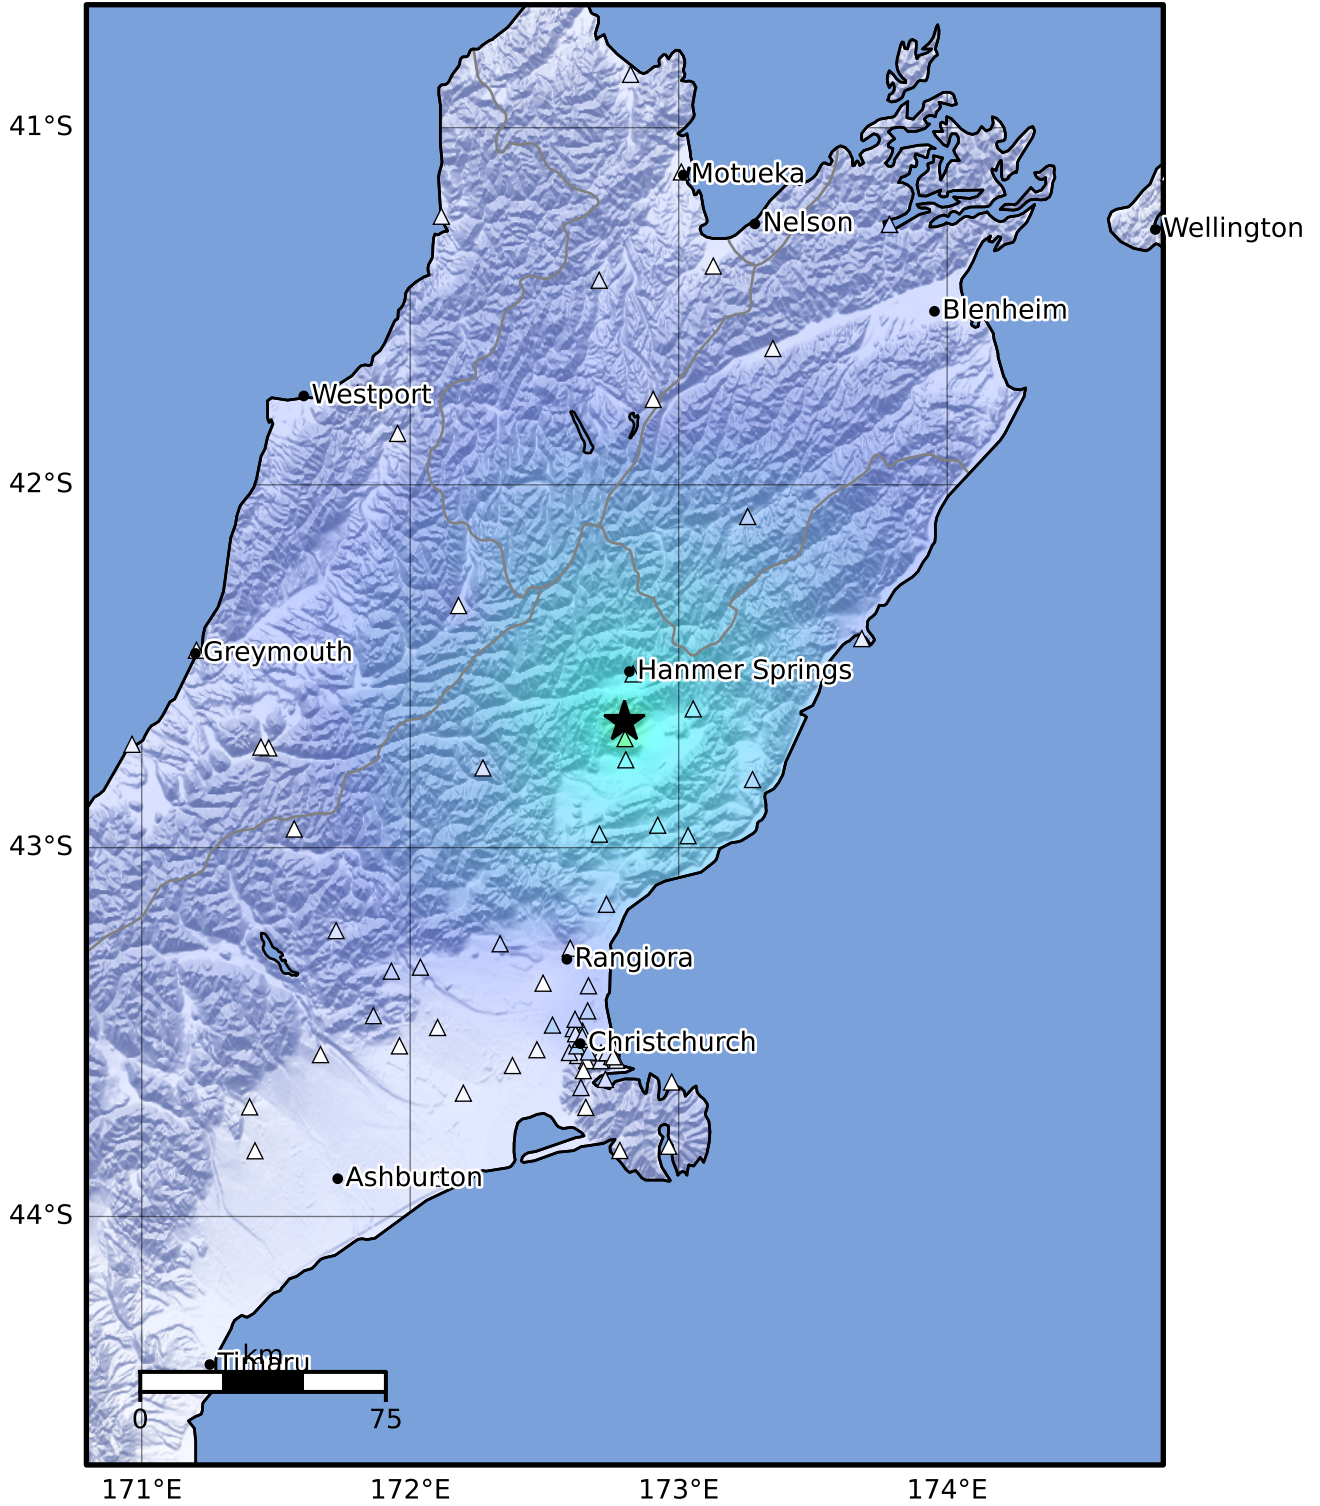 41°S
Motueka
Nelson
Wellington
Blenheim
Westport
42°S
Greymouth
Hanmer Springs
43°S
Rangiora
Christchurch
Ashburton
44°S
km
Timaru
0
75
171°E
172°E
173°E
174°E